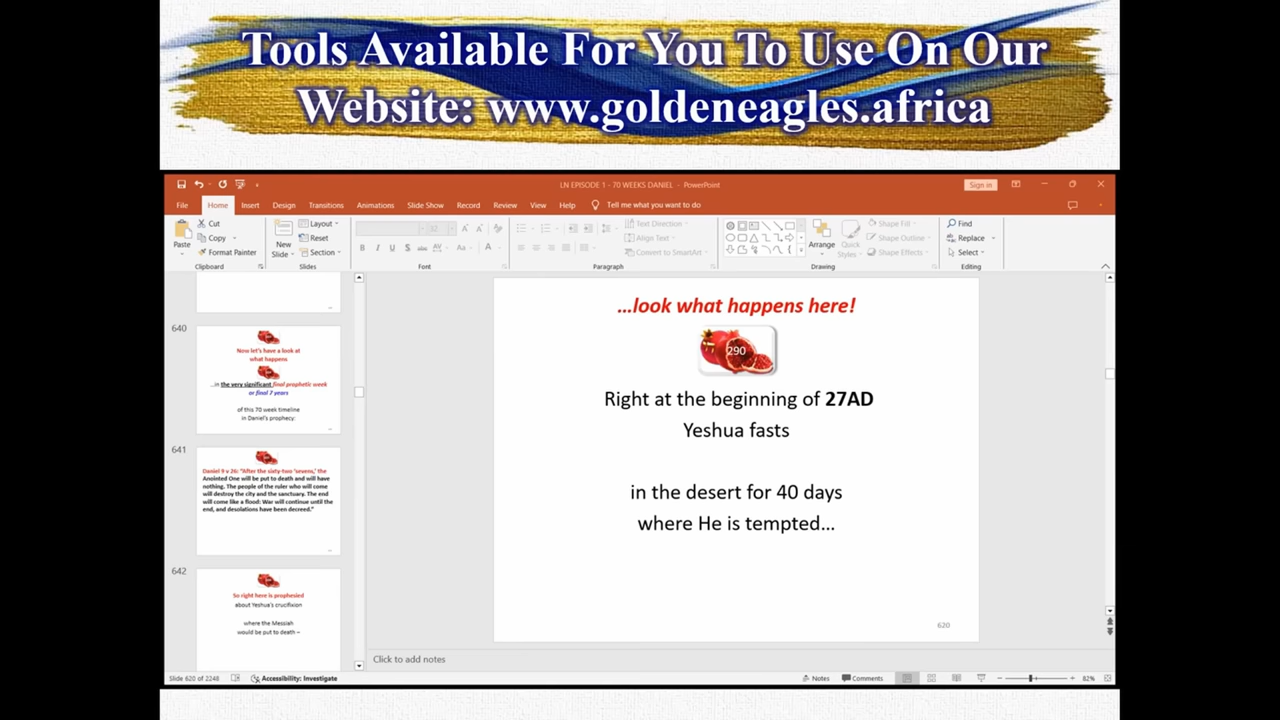 Tools Available For You To Use On Our
Website: www.goldeneagles.africa
LN EPISODE 1 - 70 WEEKS DANIEL - PowerPoint
Sign in
File Home Insert Design Transitions Animations Slide Show Record Review View Help Tell me what you want to do
Paste
Cut
Copy
Format Painter
Clipboard
New
Slide
Layout
Reset
Section
Slides
32
Font
Text Direction
Align Text
Convert to SmartArt
Paragraph
Arrange
Quick
Styles
Shape Fill
Shape Outline
Shape Effects
Drawing
Find
Replace
Select
Editing
640
Now let's have a look at
what happens
...in the very significant final prophetic week
or final 7 years
of this 70 week timeline
in Daniel's prophecy:
641
Daniel 9 v 26: "After the sixty-two 'sevens,' the
Anointed One will be put to death and will have
nothing. The people of the ruler who will come
will destroy the city and the sanctuary. The end
will come like a flood: War will continue until the
end, and desolations have been decreed."
642
So right here is prophesied
about Yeshua's crucifixion
where the Messiah
would be put to death –
...look what happens here!
290
Right at the beginning of 27AD
Yeshua fasts
in the desert for 40 days
where He is tempted...
620
Click to add notes
Slide 620 of 2248 Accessibility: Investigate Notes Comments 82%